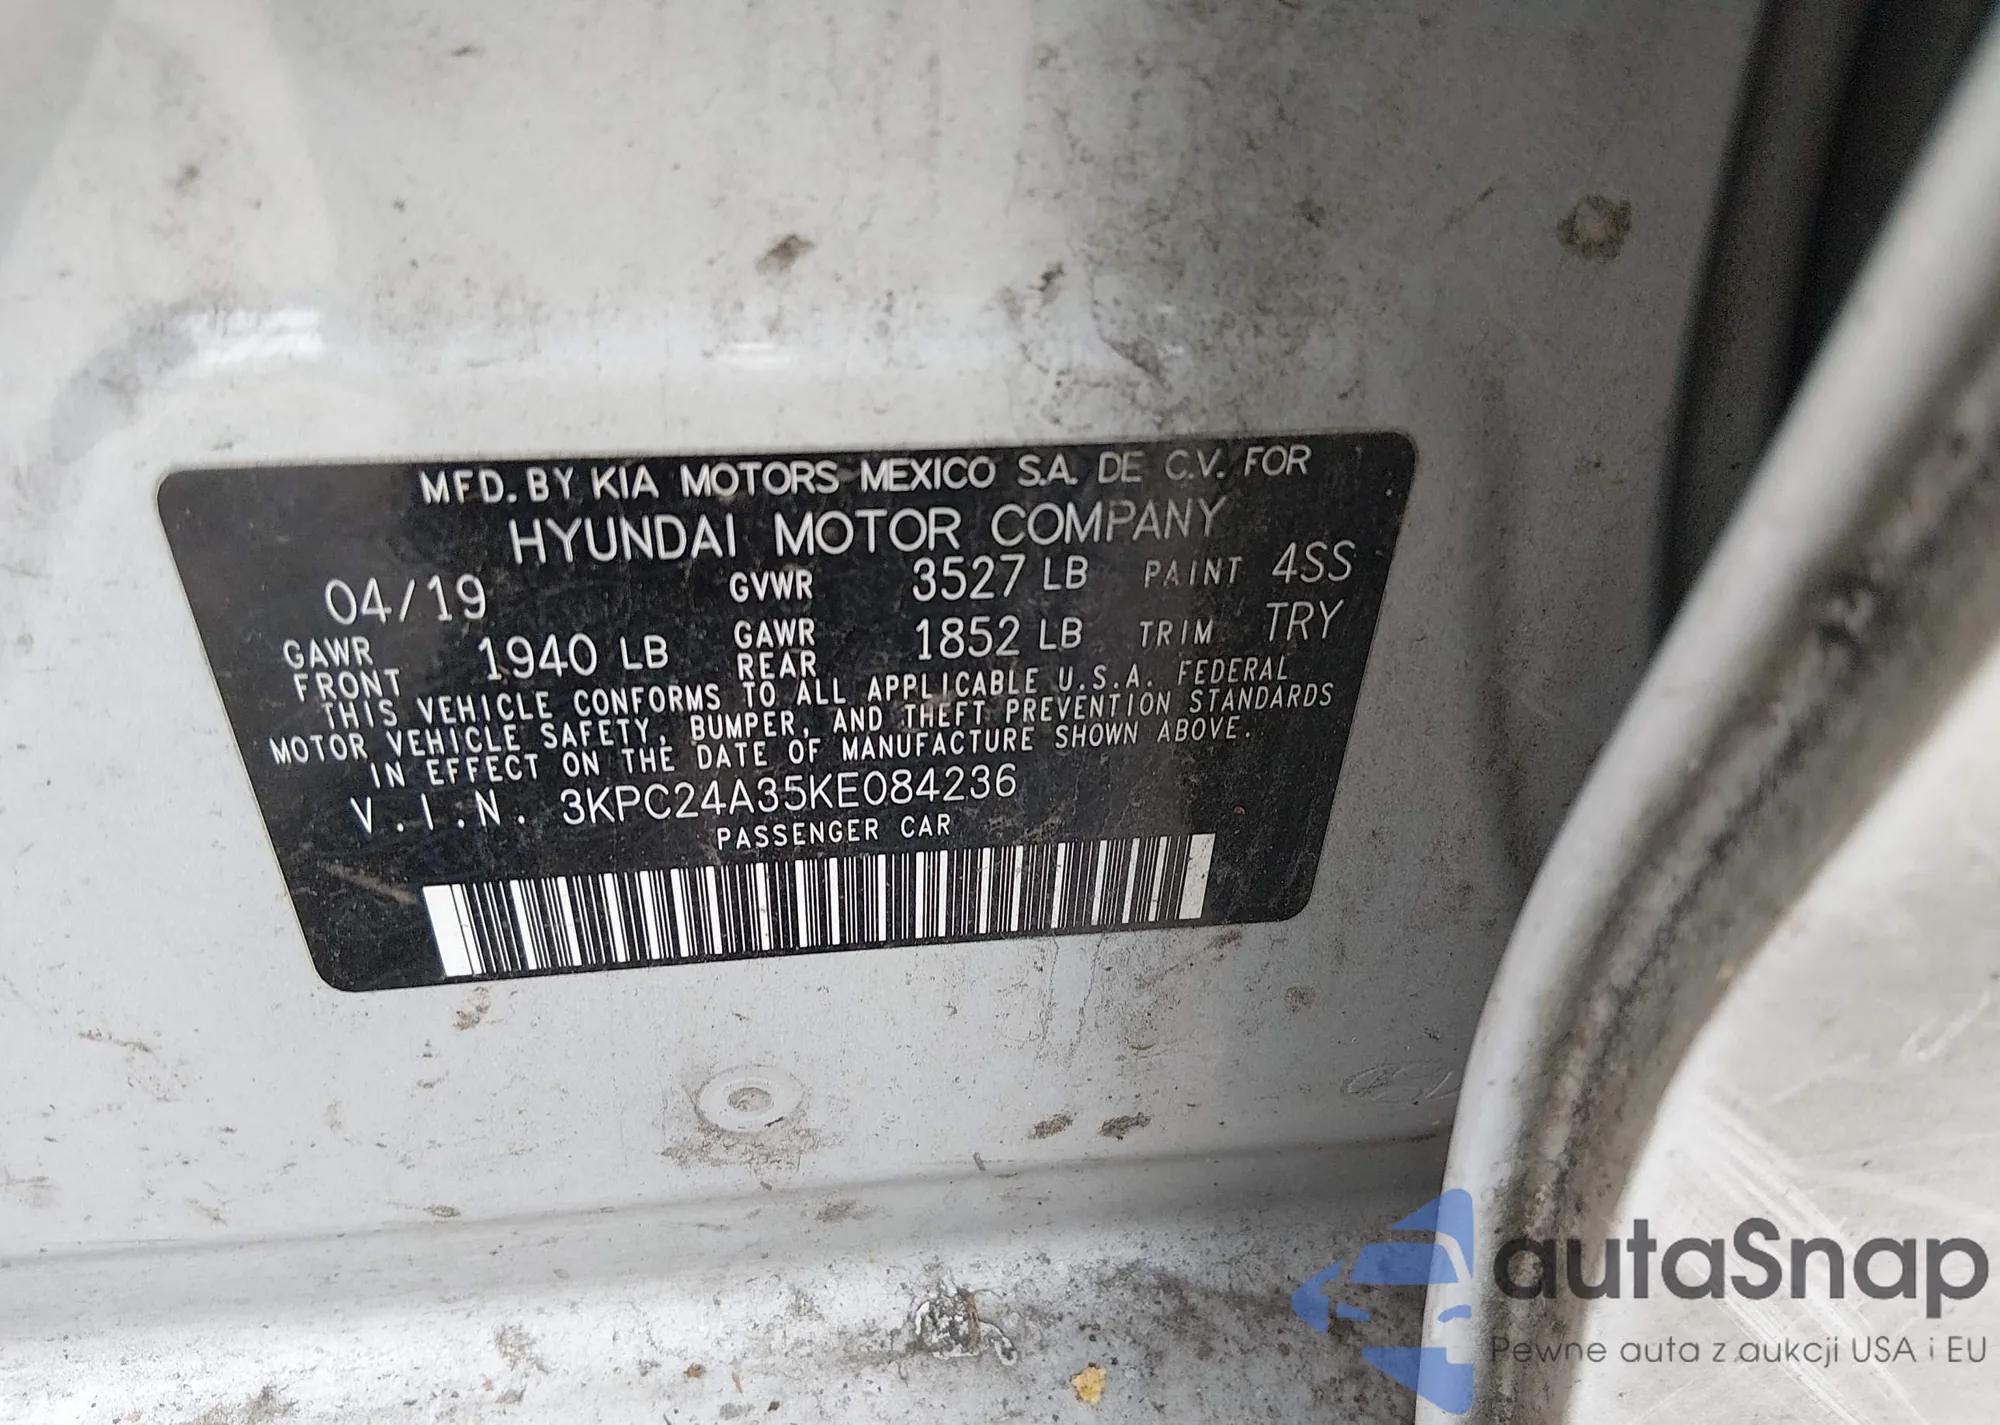 MFD. BY KIA MOTORS MEXICO S.A. DE C.V. FOR
HYUNDAI MOTOR COMPANY
04/19 GVWR 3527 LB PAINT 4SS
GAWR FRONT 1940 LB GAWR REAR 1852 LB TRIM TRY
THIS VEHICLE CONFORMS TO ALL APPLICABLE U.S.A. FEDERAL
MOTOR VEHICLE SAFETY, BUMPER, AND THEFT PREVENTION STANDARDS
IN EFFECT ON THE DATE OF MANUFACTURE SHOWN ABOVE.
V.I.N. 3KPC24A35KE084236
PASSENGER CAR
autaSnap
Pewne auta z aukcji USA i EU